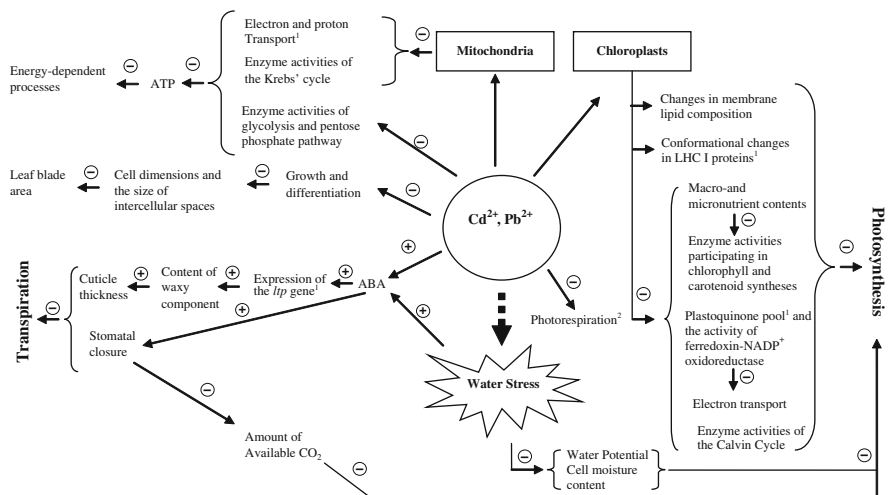 Electron and proton
Transport¹
Enzyme activities of
the Krebs' cycle
⊖
Mitochondria
Chloroplasts
Energy-dependent
processes
⊖
ATP
⊖
Enzyme activities of
glycolysis and pentose
phosphate pathway
⊖
Changes in membrane
lipid composition
Conformational changes
in LHC I proteins¹
Leaf blade
area
⊖
Cell dimensions and
the size of
intercellular spaces
⊖
Growth and
differentiation
⊖
Cd²⁺, Pb²⁺
Macro-and
micronutrient contents
⊖
Enzyme activities
participating in
chlorophyll and
carotenoid syntheses
⊖
⊖
Photosynthesis
Transpiration
⊖
Cuticle
thickness
⊕
Content of
waxy
component
⊕
Expression of
the ltp gene¹
⊕
ABA
⊕
⊕
⊕
⊖
Photorespiration²
Plastoquinone pool¹ and
the activity of
ferredoxin-NADP⁺
oxidoreductase
⊖
Electron transport
Enzyme activities of
the Calvin Cycle
Stomatal
closure
⊖
Water Stress
Amount of
Available CO₂
⊖
⊖
Water Potential
Cell moisture
content
⊖